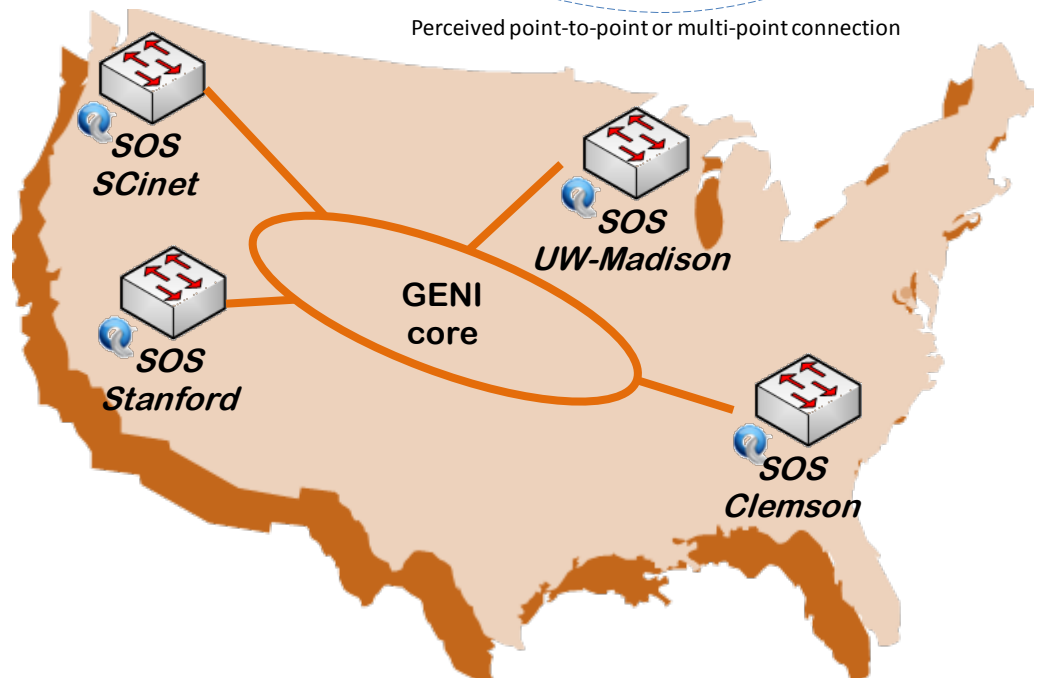 Perceived point-to-point or multi-point connection
SOS
SCinet
SOS
UW-Madison
GENI
core
SOS
Stanford
SOS
Clemson